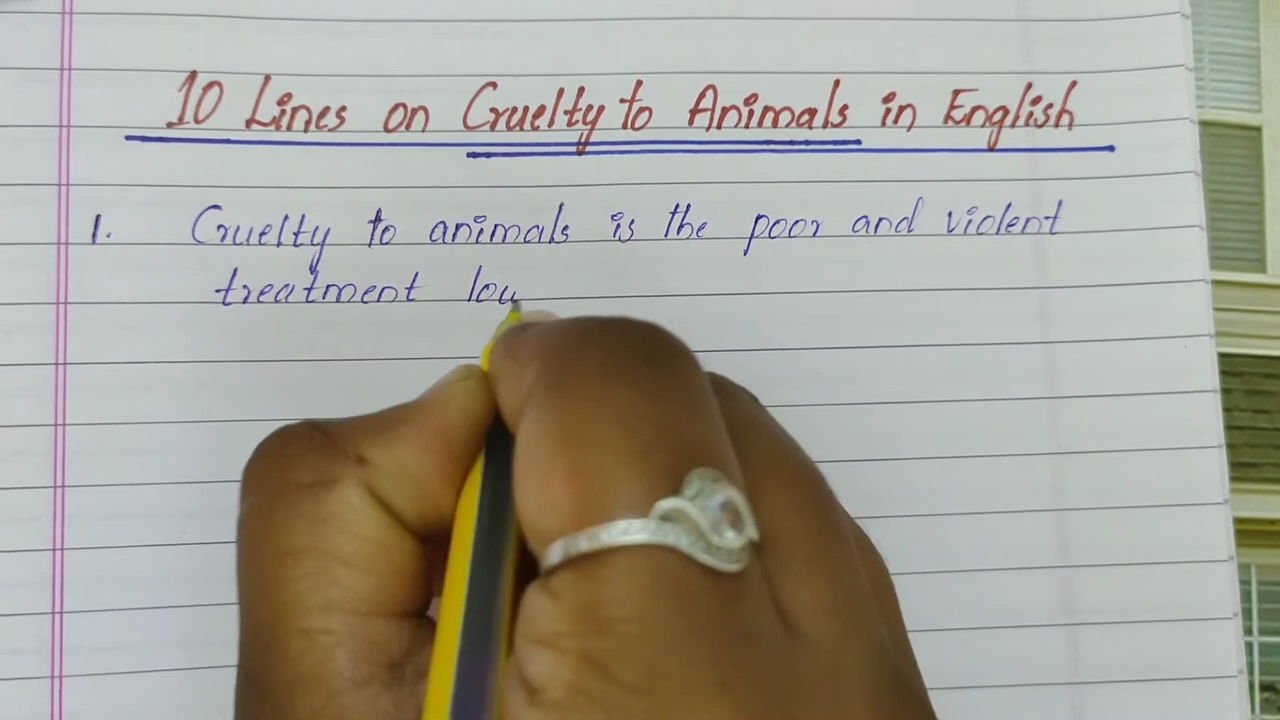 10 Lines on Cruelty to Animals in English
1. Cruelty to animals is the poor and violent
treatment